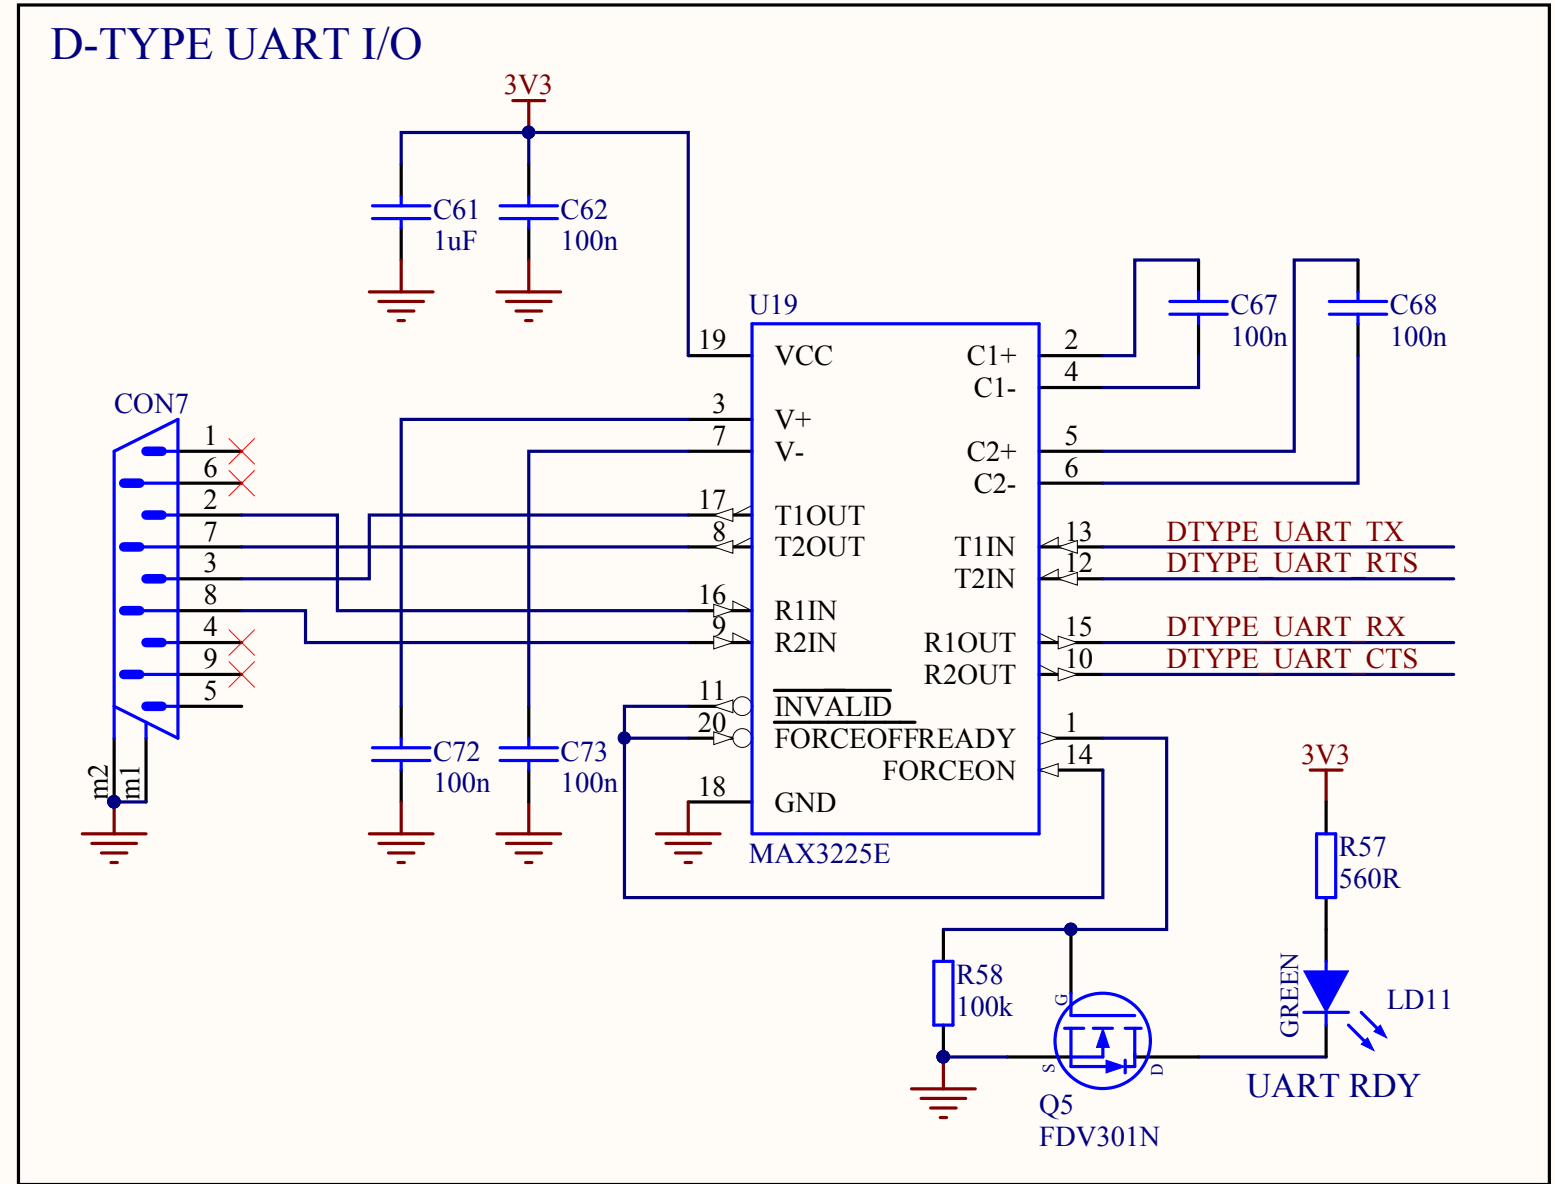 D-TYPE UART I/O
3V3
C61
1uF
C62
100n
U19
C67
100n
C68
100n
19
VCC
C1+
2
C1-
4
CON7
3
V+
7
V-
C2+
5
C2-
6
1
6
2
7
3
8
4
9
5
m2
m1
17
T1OUT
8
T2OUT
T1IN
13
DTYPE_UART_TX
T2IN
12
DTYPE_UART_RTS
16
R1IN
9
R2IN
R1OUT
15
DTYPE_UART_RX
R2OUT
10
DTYPE_UART_CTS
11
INVALID
20
FORCEOFF
READY
1
FORCEON
14
18
GND
MAX3225E
C72
100n
C73
100n
3V3
R57
560R
R58
100k
G
S
D
Q5
FDV301N
GREEN
LD11
UART RDY